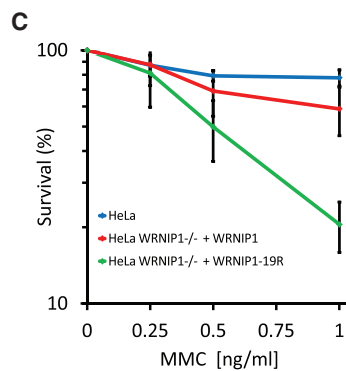 C
100
Survival (%)
HeLa
HeLa WRNIP1-/- + WRNIP1
HeLa WRNIP1-/- + WRNIP1-19R
10
0 0.25 0.5 0.75 1
MMC [ng/ml]